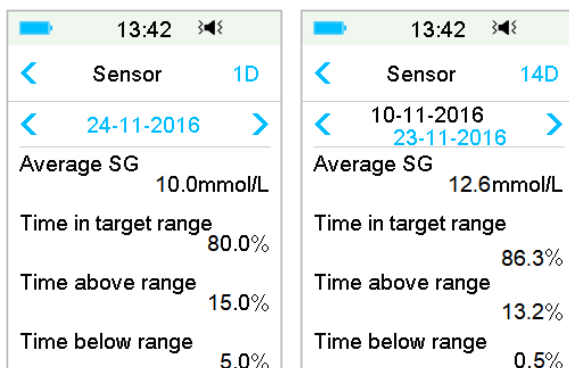 13:42
Sensor 1D
24-11-2016
Average SG
10.0mmol/L
Time in target range
80.0%
Time above range
15.0%
Time below range
5.0%
13:42
Sensor 14D
10-11-2016
23-11-2016
Average SG
12.6mmol/L
Time in target range
86.3%
Time above range
13.2%
Time below range
0.5%